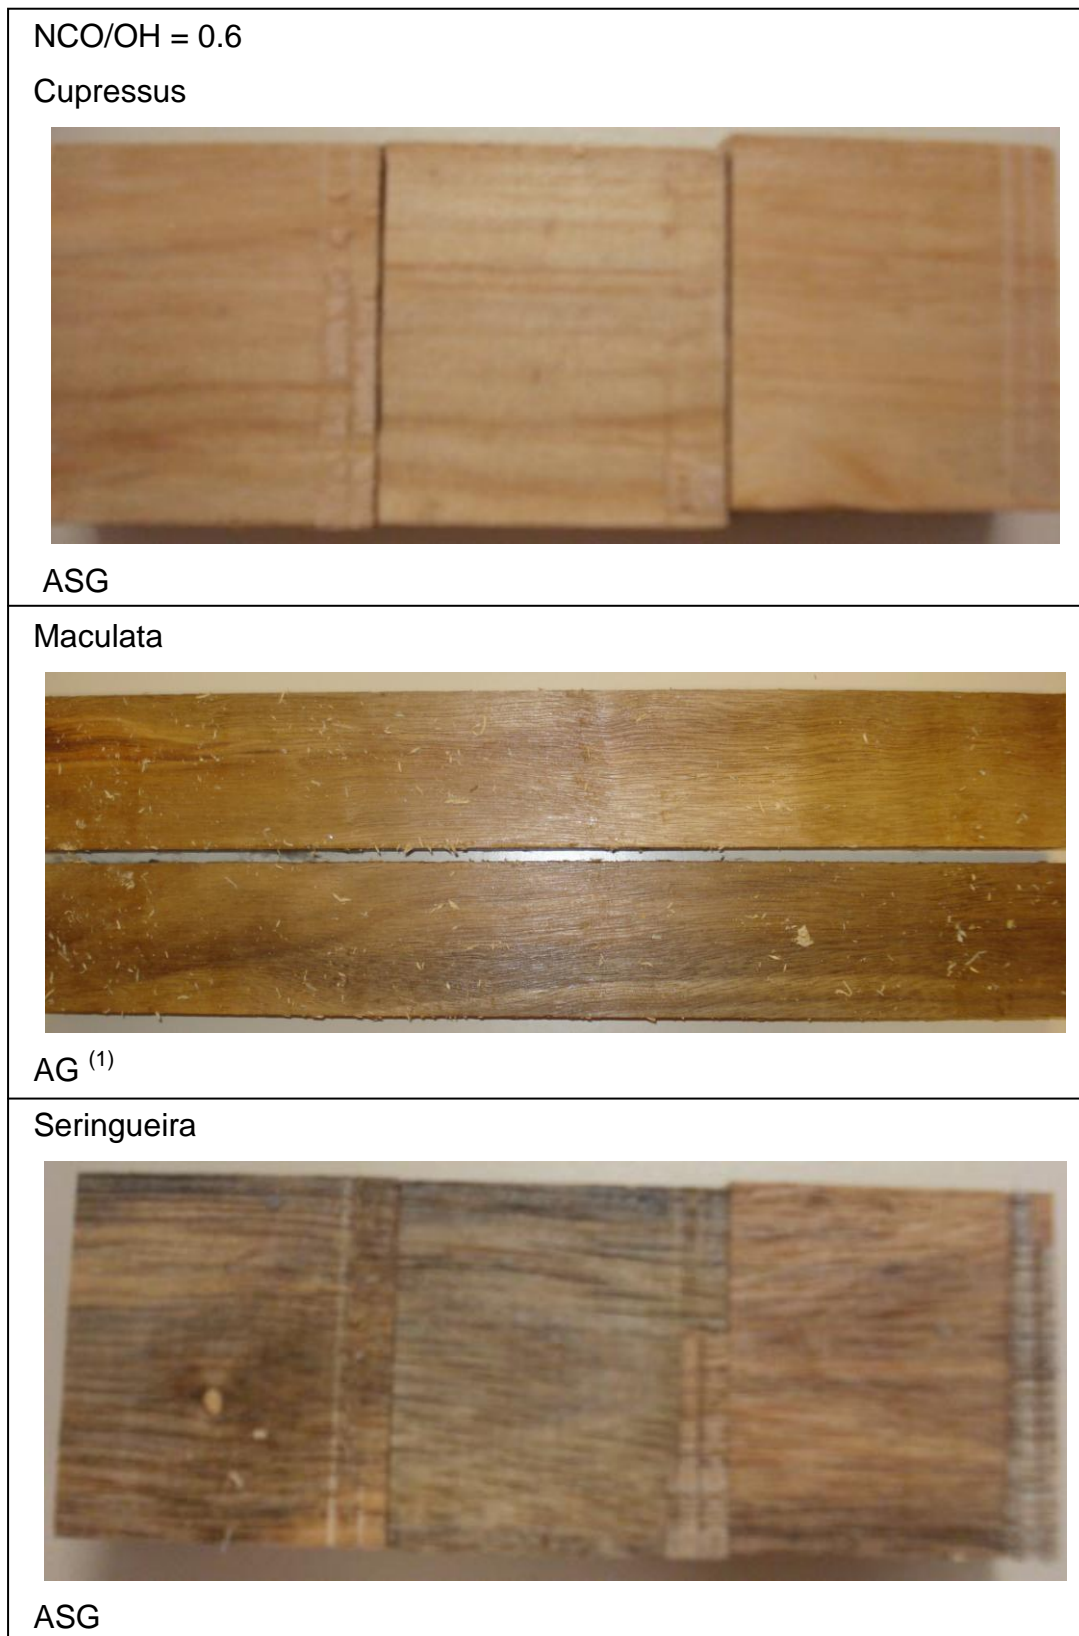 NCO/OH = 0.6
Cupressus
ASG
Maculata
AG (1)
Seringueira
ASG